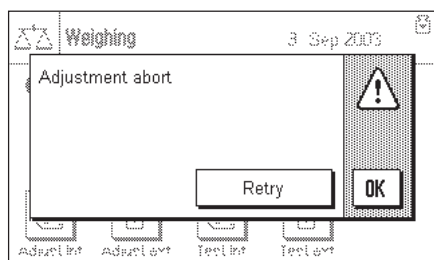 Weighing 3. Sep 2003
Adjustment abort
Retry
OK
Adjust.int Adjust.ext Test int Test ext